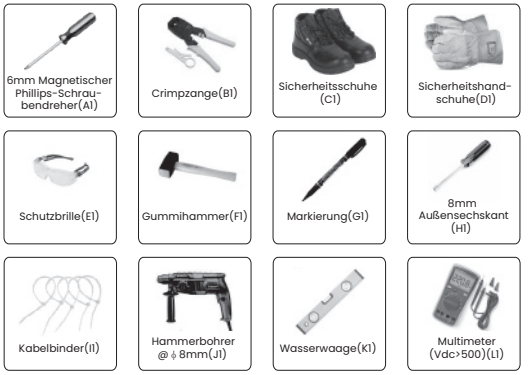 6mm Magnetischer
Phillips-Schrau-
bendreher(A1)
Crimpzange(B1)
Sicherheitsschuhe
(C1)
Sicherheitshand-
schuhe(D1)
Schutzbrille(E1)
Gummihammer(F1)
Markierung(G1)
8mm
Außensechskant
(H1)
Kabelbinder(I1)
Hammerbohrer
@ ϕ 8mm(J1)
Wasserwaage(K1)
Multimeter
(Vdc>500)(L1)